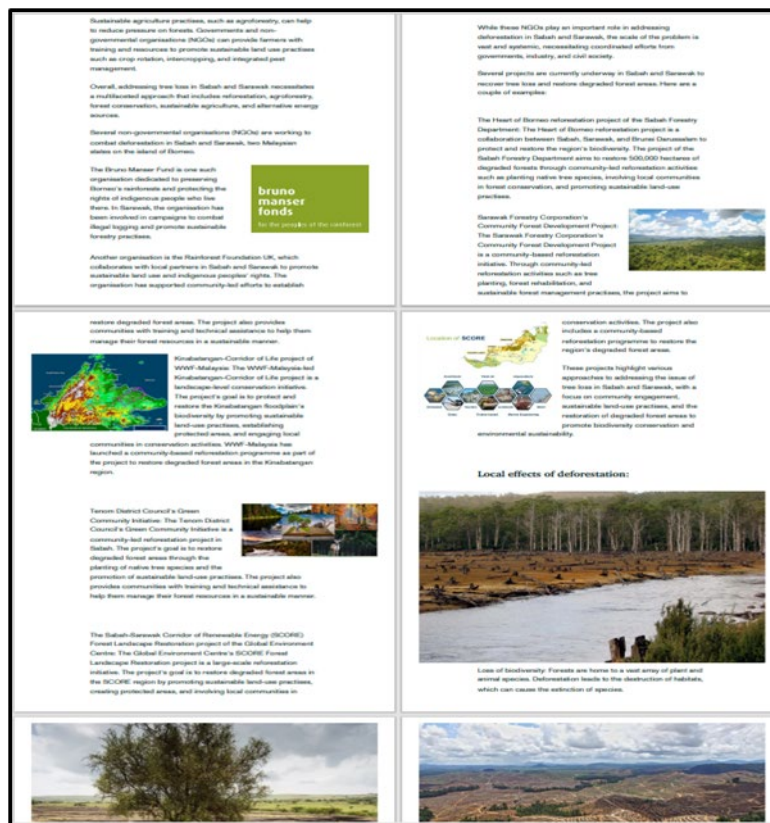 Sustainable agriculture practises, such as agroforestry, can help
to reduce pressure on forests. Governments and non-
governmental organisations (NGOs) can provide farmers with
training and resources to promote sustainable land use practises
such as crop rotation, intercropping, and integrated pest
management.
Overall, addressing tree loss in Sabah and Sarawak necessitates
a multifaceted approach that includes reforestation, agroforestry,
forest conservation, sustainable agriculture, and alternative energy
sources.
Several non-governmental organisations (NGOs) are working to
combat deforestation in Sabah and Sarawak, two Malaysian
states on the island of Borneo.
The Bruno Manser Fund is one such
organisation dedicated to preserving
Borneo's rainforests and protecting the
rights of indigenous people who live
there. In Sarawak, the organisation has
been involved in campaigns to combat
illegal logging and promote sustainable
forestry practises.
bruno
manser
fonds
for the peoples of the rainforest
Another organisation is the Rainforest Foundation UK, which
collaborates with local partners in Sabah and Sarawak to promote
sustainable land use and indigenous peoples' rights. The
organisation has supported community-led efforts to establish
While these NGOs play an important role in addressing
deforestation in Sabah and Sarawak, the scale of the problem is
vast and systemic, necessitating coordinated efforts from
governments, industry, and civil society.
Several projects are currently underway in Sabah and Sarawak to
recover tree loss and restore degraded forest areas. Here are a
couple of examples:
The Heart of Borneo reforestation project of the Sabah Forestry
Department: The Heart of Borneo reforestation project is a
collaboration between Sabah, Sarawak, and Brunei Darussalam to
protect and restore the region's biodiversity. The project of the
Sabah Forestry Department aims to restore 500,000 hectares of
degraded forests through community-led reforestation activities
such as planting native tree species, involving local communities
in forest conservation, and promoting sustainable land-use
practises.
Sarawak Forestry Corporation's
Community Forest Development Project:
The Sarawak Forestry Corporation's
Community Forest Development Project
is a community-based reforestation
initiative. Through community-led
reforestation activities such as tree
planting, forest rehabilitation, and
sustainable forest management practises, the project aims to
restore degraded forest areas. The project also provides
communities with training and technical assistance to help them
manage their forest resources in a sustainable manner.
Kinabatangan-Corridor of Life project of
WWF-Malaysia: The WWF-Malaysia-led
Kinabatangan-Corridor of Life project is a
landscape-level conservation initiative.
The project's goal is to protect and
restore the Kinabatangan floodplain's
biodiversity by promoting sustainable
land-use practises, establishing
protected areas, and engaging local
communities in conservation activities. WWF-Malaysia has
launched a community-based reforestation programme as part of
the project to restore degraded forest areas in the Kinabatangan
region.
Tenom District Council's Green
Community Initiative: The Tenom District
Council's Green Community Initiative is a
community-led reforestation project in
Sabah. The project's goal is to restore
degraded forest areas through the
planting of native tree species and the
promotion of sustainable land-use practises. The project also
provides communities with training and technical assistance to
help them manage their forest resources in a sustainable manner.
The Sabah-Sarawak Corridor of Renewable Energy (SCORE)
Forest Landscape Restoration project of the Global Environment
Centre: The Global Environment Centre's SCORE Forest
Landscape Restoration project is a large-scale reforestation
initiative. The project's goal is to restore degraded forest areas in
the SCORE region by promoting sustainable land-use practises,
creating protected areas, and involving local communities in
Location of SCORE
conservation activities. The project also
includes a community-based
reforestation programme to restore the
region's degraded forest areas.
These projects highlight various
approaches to addressing the issue of
tree loss in Sabah and Sarawak, with a
focus on community engagement,
sustainable land-use practises, and the
restoration of degraded forest areas to
promote biodiversity conservation and
environmental sustainability.
Local effects of deforestation:
Loss of biodiversity: Forests are home to a vast array of plant and
animal species. Deforestation leads to the destruction of habitats,
which can cause the extinction of species.